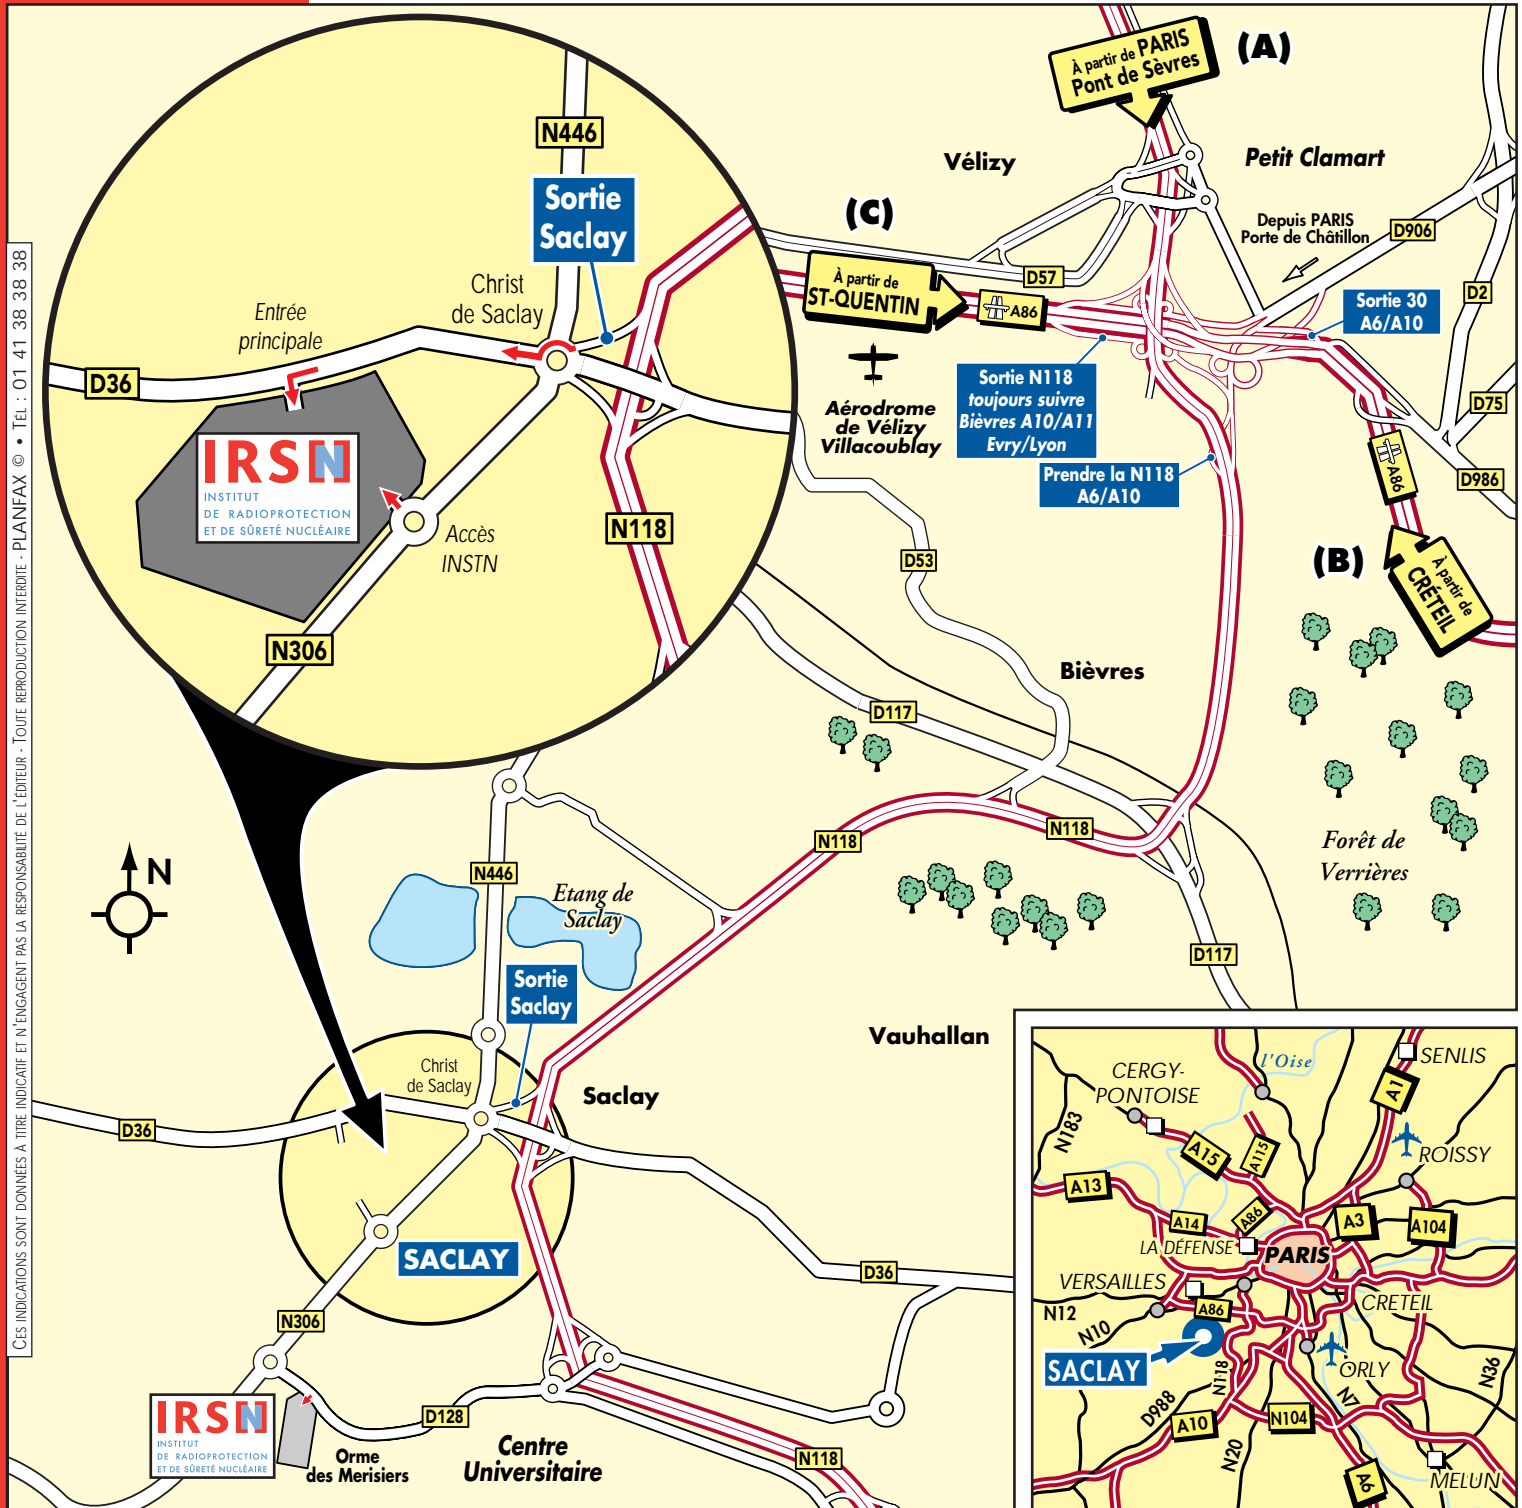 À partir de PARIS
Pont de Sèvres
(A)
N446
Sortie
Saclay
Vélizy
Petit Clamart
(C)
Depuis PARIS
Porte de Châtillon
D906
D57
À partir de
ST-QUENTIN
A86
Sortie 30
A6/A10
D2
Christ
de Saclay
Entrée
principale
D36
Sortie N118
toujours suivre
Bièvres A10/A11
Evry/Lyon
Aérodrome
de Vélizy
Villacoublay
D75
Prendre la N118
A6/A10
A86
D986
IRSN
INSTITUT
DE RADIOPROTECTION
ET DE SÛRETÉ NUCLÉAIRE
Accès
INSTN
N118
D53
(B)
À partir de
CRÉTEIL
N306
Bièvres
D117
N118
N118
Forêt de
Verrières
N
N446
Etang de
Saclay
D117
Sortie
Saclay
Vauhallan
Christ
de Saclay
Saclay
D36
SACLAY
D36
N306
IRSN
INSTITUT
DE RADIOPROTECTION
ET DE SÛRETÉ NUCLÉAIRE
Orme
des Merisiers
D128
Centre
Universitaire
N118
l'Oise
SENLIS
CERGY-
PONTOISE
A1
N183
A15
A115
ROISSY
A13
A14
A86
A3
A104
LA DÉFENSE
PARIS
VERSAILLES
N12
N10
A86
CRETEIL
SACLAY
N118
ORLY
N36
D988
N7
A10
N104
N20
A6
MELUN
CES INDICATIONS SONT DONNÉES À TITRE INDICATIF ET N'ENGAGENT PAS LA RESPONSABILITÉ DE L'ÉDITEUR - TOUTE REPRODUCTION INTERDITE - PLANFAX © • TÉL : 01 41 38 38 38